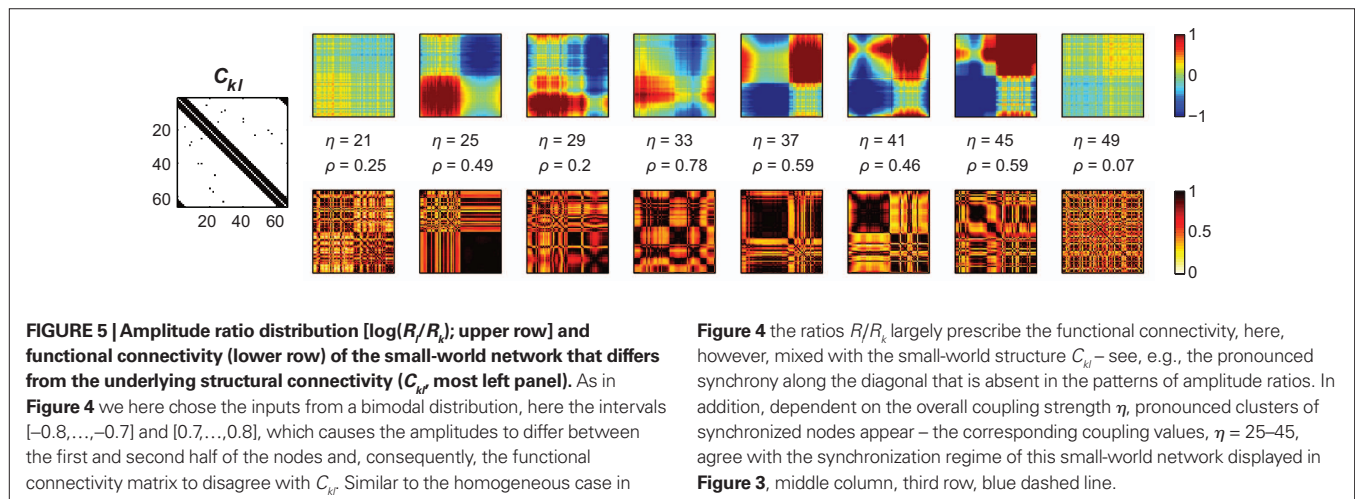 C_kl
20
40
60
20 40 60
η = 21 η = 25 η = 29 η = 33 η = 37 η = 41 η = 45 η = 49
ρ = 0.25 ρ = 0.49 ρ = 0.2 ρ = 0.78 ρ = 0.59 ρ = 0.46 ρ = 0.59 ρ = 0.07
1
0
−1
1
0.5
0
FIGURE 5 | Amplitude ratio distribution [log(R_l/R_k); upper row] and
functional connectivity (lower row) of the small-world network that differs
from the underlying structural connectivity (C_kl, most left panel). As in
Figure 4 we here chose the inputs from a bimodal distribution, here the intervals
[–0.8,…,–0.7] and [0.7,…,0.8], which causes the amplitudes to differ between
the first and second half of the nodes and, consequently, the functional
connectivity matrix to disagree with C_kl. Similar to the homogeneous case in
Figure 4 the ratios R_l/R_k largely prescribe the functional connectivity, here,
however, mixed with the small-world structure C_kl – see, e.g., the pronounced
synchrony along the diagonal that is absent in the patterns of amplitude ratios. In
addition, dependent on the overall coupling strength η, pronounced clusters of
synchronized nodes appear – the corresponding coupling values, η = 25–45,
agree with the synchronization regime of this small-world network displayed in
Figure 3, middle column, third row, blue dashed line.